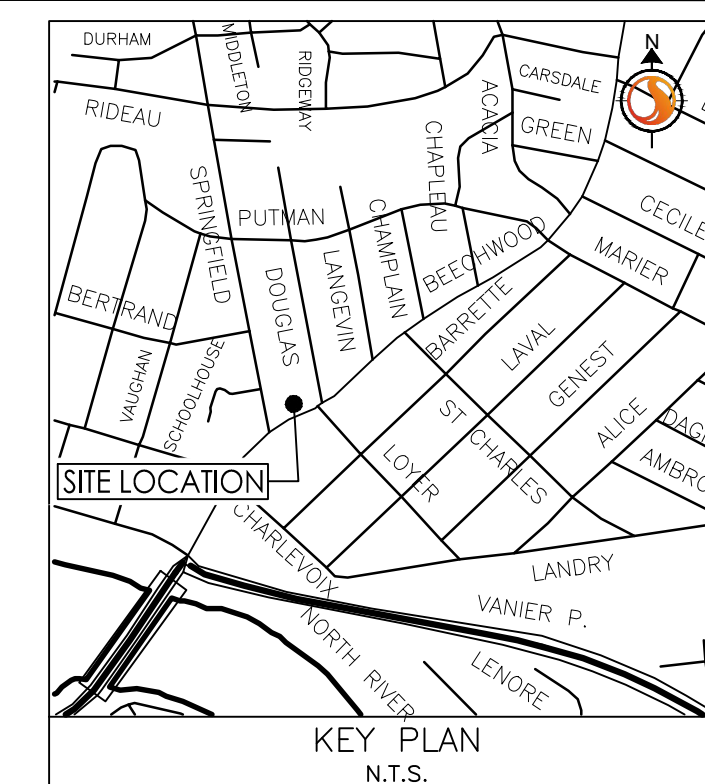 DURHAM
MIDDLETON
RIDGEWAY
N
RIDEAU
ACACIA
CARSDALE
GREEN
CHAPLEAU
SPRINGFIELD
PUTMAN
CHAMPLAIN
CECILE
BEECHWOOD
MARIER
LANGEVIN
DOUGLAS
BERTRAND
BARRETTE
LAVAL
VAUGHAN
SCHOOLHOUSE
GENEST
ST CHARLES
ALICE
DAG
LOYER
AMBRO
SITE LOCATION
CHARLEVOIX
LANDRY
VANIER P.
NORTH RIVER
LENORE
KEY PLAN
N.T.S.